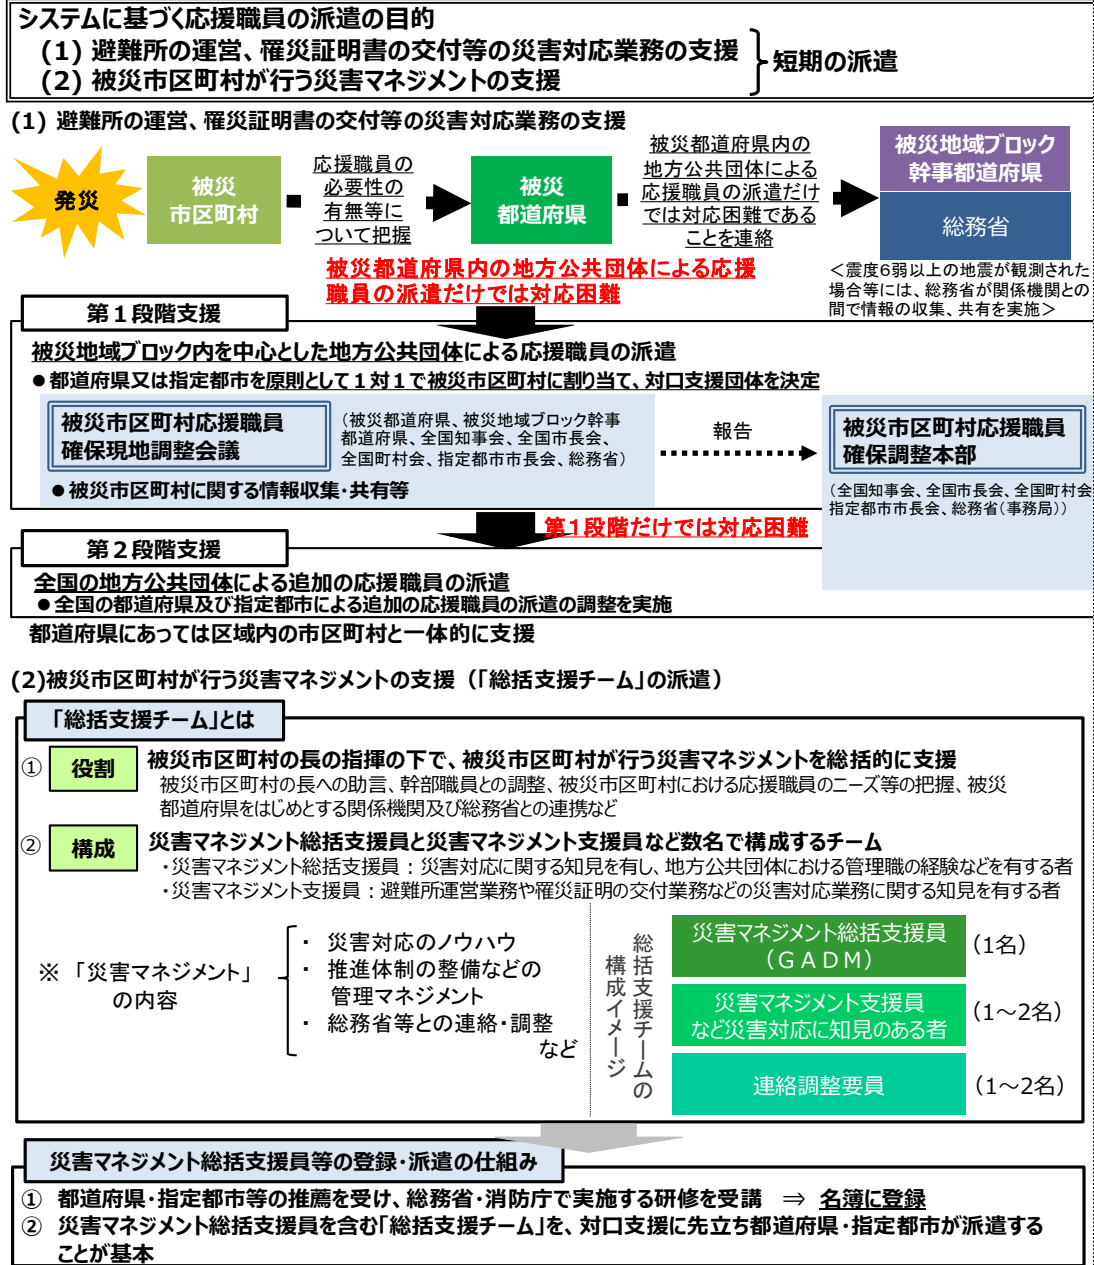 システムに基づく応援職員の派遣の目的
(1) 避難所の運営、罹災証明書の交付等の災害対応業務の支援
(2) 被災市区町村が行う災害マネジメントの支援
短期の派遣
(1) 避難所の運営、罹災証明書の交付等の災害対応業務の支援
発災
被災
市区町村
応援職員の
必要性の
有無等に
ついて把握
被災
都道府県
被災都道府県内の
地方公共団体による
応援職員の派遣だけ
では対応困難である
ことを連絡
被災地域ブロック
幹事都道府県
総務省
＜震度６弱以上の地震が観測された
場合等には、総務省が関係機関との
間で情報の収集、共有を実施＞
被災都道府県内の地方公共団体による応援
職員の派遣だけでは対応困難
第１段階支援
被災地域ブロック内を中心とした地方公共団体による応援職員の派遣
●都道府県又は指定都市を原則として１対１で被災市区町村に割り当て、対口支援団体を決定
被災市区町村応援職員
確保現地調整会議
（被災都道府県、被災地域ブロック幹事
都道府県、全国知事会、全国市長会、
全国町村会、指定都市市長会、総務省）
●被災市区町村に関する情報収集・共有等
報告
被災市区町村応援職員
確保調整本部
（全国知事会、全国市長会、全国町村会
指定都市市長会、総務省（事務局））
第１段階だけでは対応困難
第２段階支援
全国の地方公共団体による追加の応援職員の派遣
●全国の都道府県及び指定都市による追加の応援職員の派遣の調整を実施
都道府県にあっては区域内の市区町村と一体的に支援
(2)被災市区町村が行う災害マネジメントの支援（「総括支援チーム」の派遣）
「総括支援チーム」とは
① 役割 被災市区町村の長の指揮の下で、被災市区町村が行う災害マネジメントを総括的に支援
被災市区町村の長への助言、幹部職員との調整、被災市区町村における応援職員のニーズ等の把握、被災
都道府県をはじめとする関係機関及び総務省との連携など
② 構成 災害マネジメント総括支援員と災害マネジメント支援員など数名で構成するチーム
・災害マネジメント総括支援員：災害対応に関する知見を有し、地方公共団体における管理職の経験などを有する者
・災害マネジメント支援員：避難所運営業務や罹災証明の交付業務などの災害対応業務に関する知見を有する者
※「災害マネジメント」
の内容
・ 災害対応のノウハウ
・ 推進体制の整備などの
管理マネジメント
・ 総務省等との連絡・調整
など
総括支援チームの
構成イメージ
災害マネジメント総括支援員
（ＧＡＤＭ）
（1名）
災害マネジメント支援員
など災害対応に知見のある者
（1～2名）
連絡調整要員
（1～2名）
災害マネジメント総括支援員等の登録・派遣の仕組み
① 都道府県・指定都市等の推薦を受け、総務省・消防庁で実施する研修を受講 ⇒ 名簿に登録
② 災害マネジメント総括支援員を含む「総括支援チーム」を、対口支援に先立ち都道府県・指定都市が派遣する
ことが基本